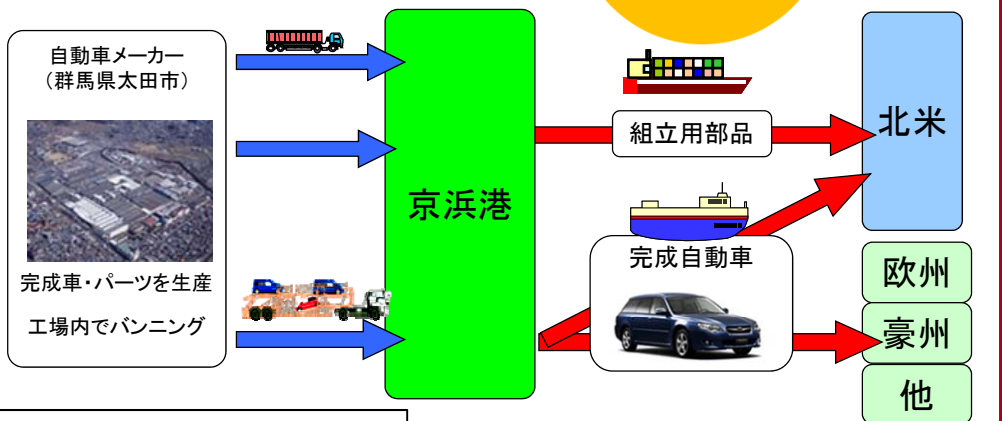 自動車メーカー
（群馬県太田市）
完成車・パーツを生産
工場内でバンニング
京浜港
組立用部品
完成自動車
北米
欧州
豪州
他